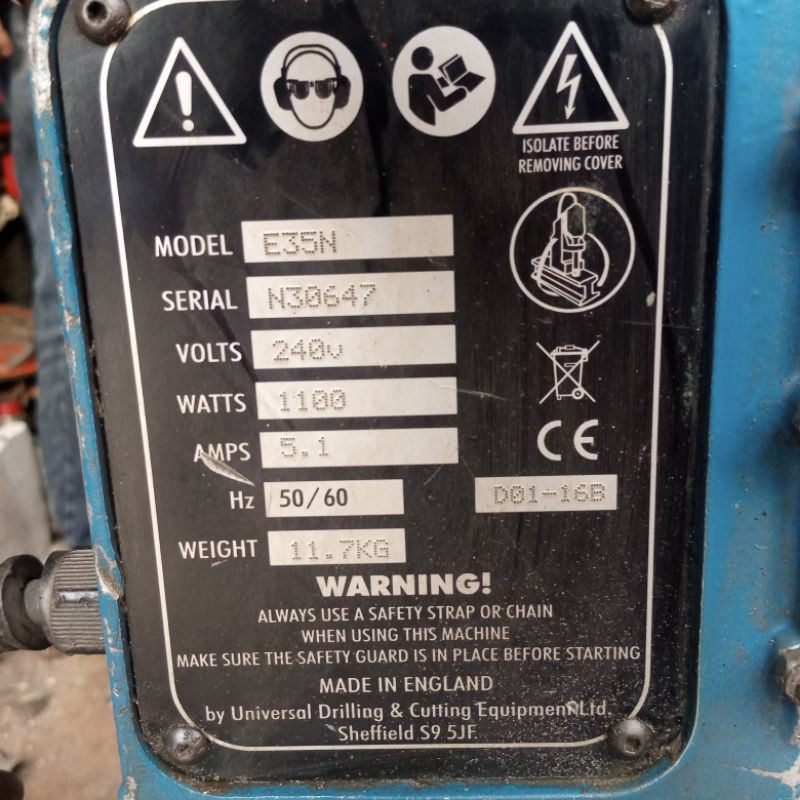 ISOLATE BEFORE
REMOVING COVER
MODEL E35N
SERIAL N30647
VOLTS 240v
WATTS 1100
AMPS 5.1
CE
Hz 50/60
D01-16B
WEIGHT 11.7KG
WARNING!
ALWAYS USE A SAFETY STRAP OR CHAIN
WHEN USING THIS MACHINE
MAKE SURE THE SAFETY GUARD IS IN PLACE BEFORE STARTING
MADE IN ENGLAND
by Universal Drilling & Cutting Equipment Ltd.
Sheffield S9 5JF